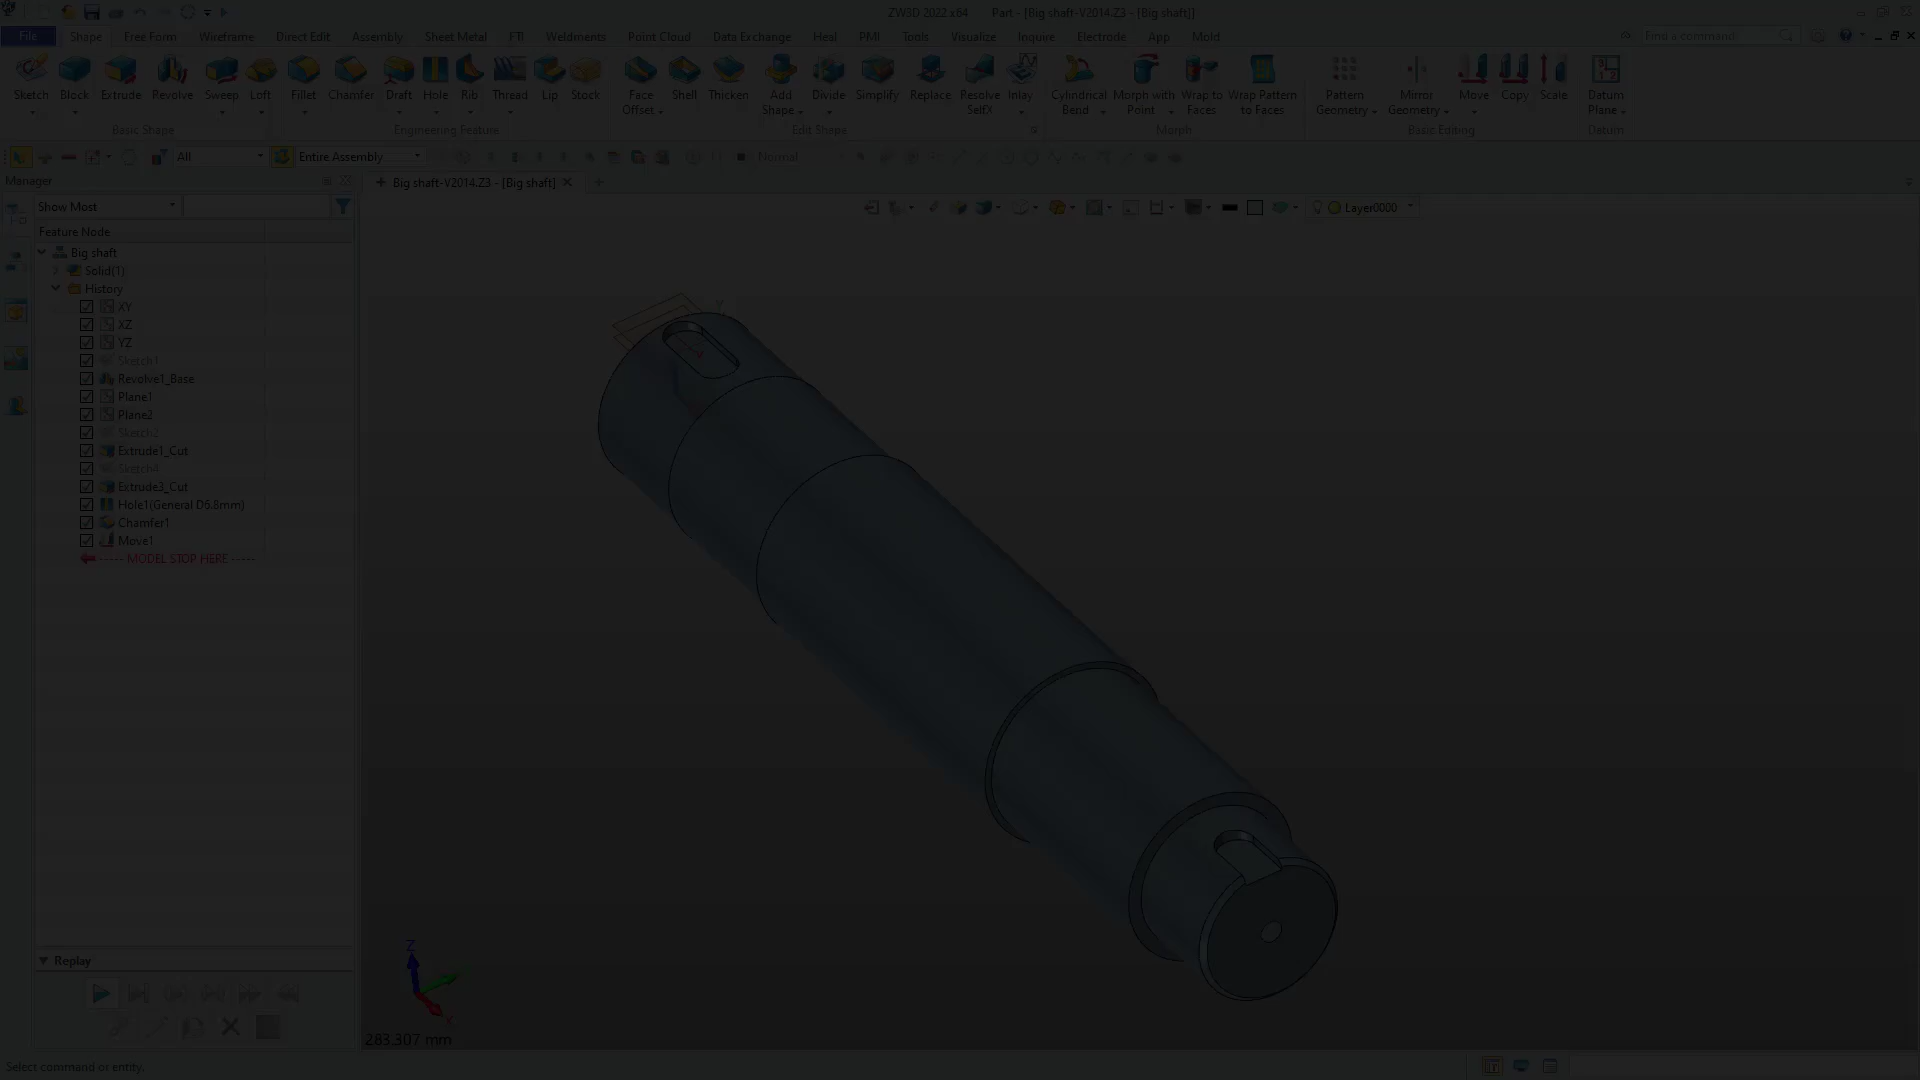 ZW3D 2022 x64 Part - [Big shaft-V2014.Z3 - [Big shaft]]
File Shape Free Form Wireframe Direct Edit Assembly Sheet Metal FTI Weldments Point Cloud Data Exchange Heal PMI Tools Visualize Inquire Electrode App Mold Find a command
Sketch Block Extrude Revolve Sweep Loft Fillet Chamfer Draft Hole Rib Thread Lip Stock Face Offset Shell Thicken Add Shape Divide Simplify Replace Resolve SelfX Inlay Cylindrical Bend Morph with Point Wrap to Faces Wrap Pattern to Faces Pattern Geometry Mirror Geometry Move Copy Scale Datum Plane
Basic Shape Engineering Feature Edit Shape Morph Basic Editing Datum
All Entire Assembly Normal
Manager
Big shaft-V2014.Z3 - [Big shaft]
Show Most
Layer0000
Feature Node
Big shaft
Solid(1)
History
XY
XZ
YZ
Sketch1
Revolve1_Base
Plane1
Plane2
Sketch2
Extrude1_Cut
Sketch4
Extrude3_Cut
Hole1(General D6.8mm)
Chamfer1
Move1
----- MODEL STOP HERE -----
Replay
Z
283.307 mm
Select command or entity.